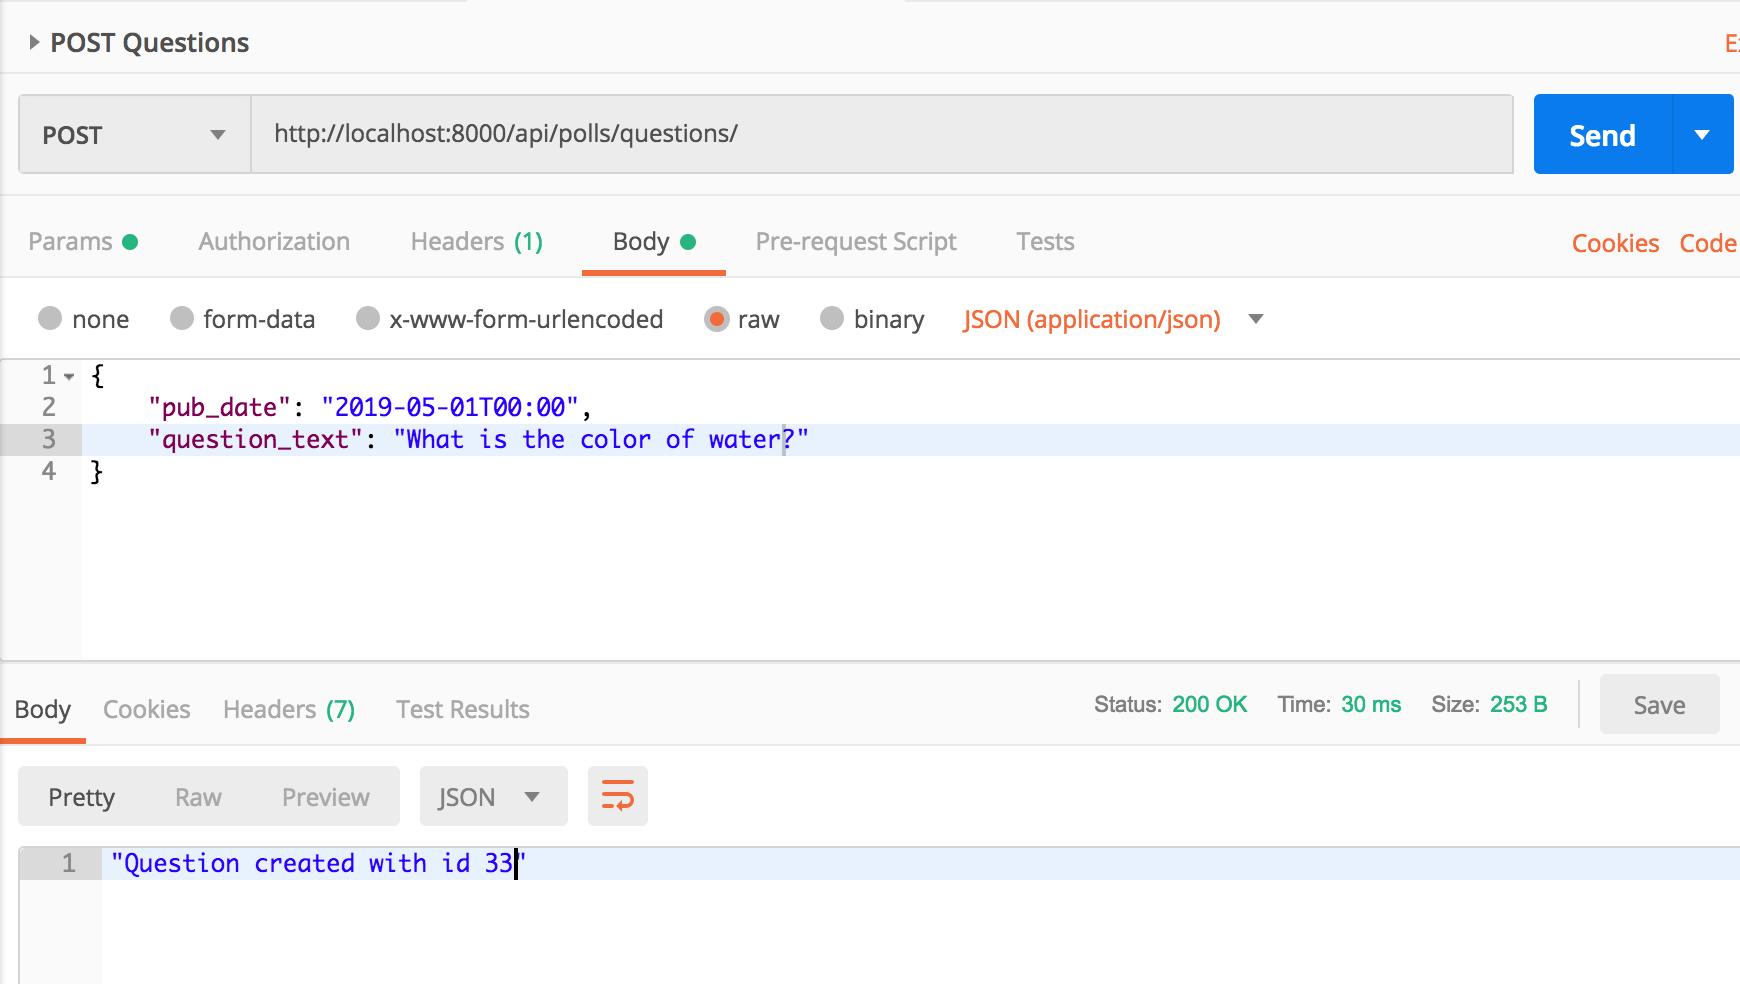 POST Questions
POST http://localhost:8000/api/polls/questions/ Send
Params Authorization Headers (1) Body Pre-request Script Tests Cookies Code
none form-data x-www-form-urlencoded raw binary JSON (application/json)
1 {
2 "pub_date": "2019-05-01T00:00",
3 "question_text": "What is the color of water?"
4 }
Body Cookies Headers (7) Test Results Status: 200 OK Time: 30 ms Size: 253 B Save
Pretty Raw Preview JSON
1 "Question created with id 33"